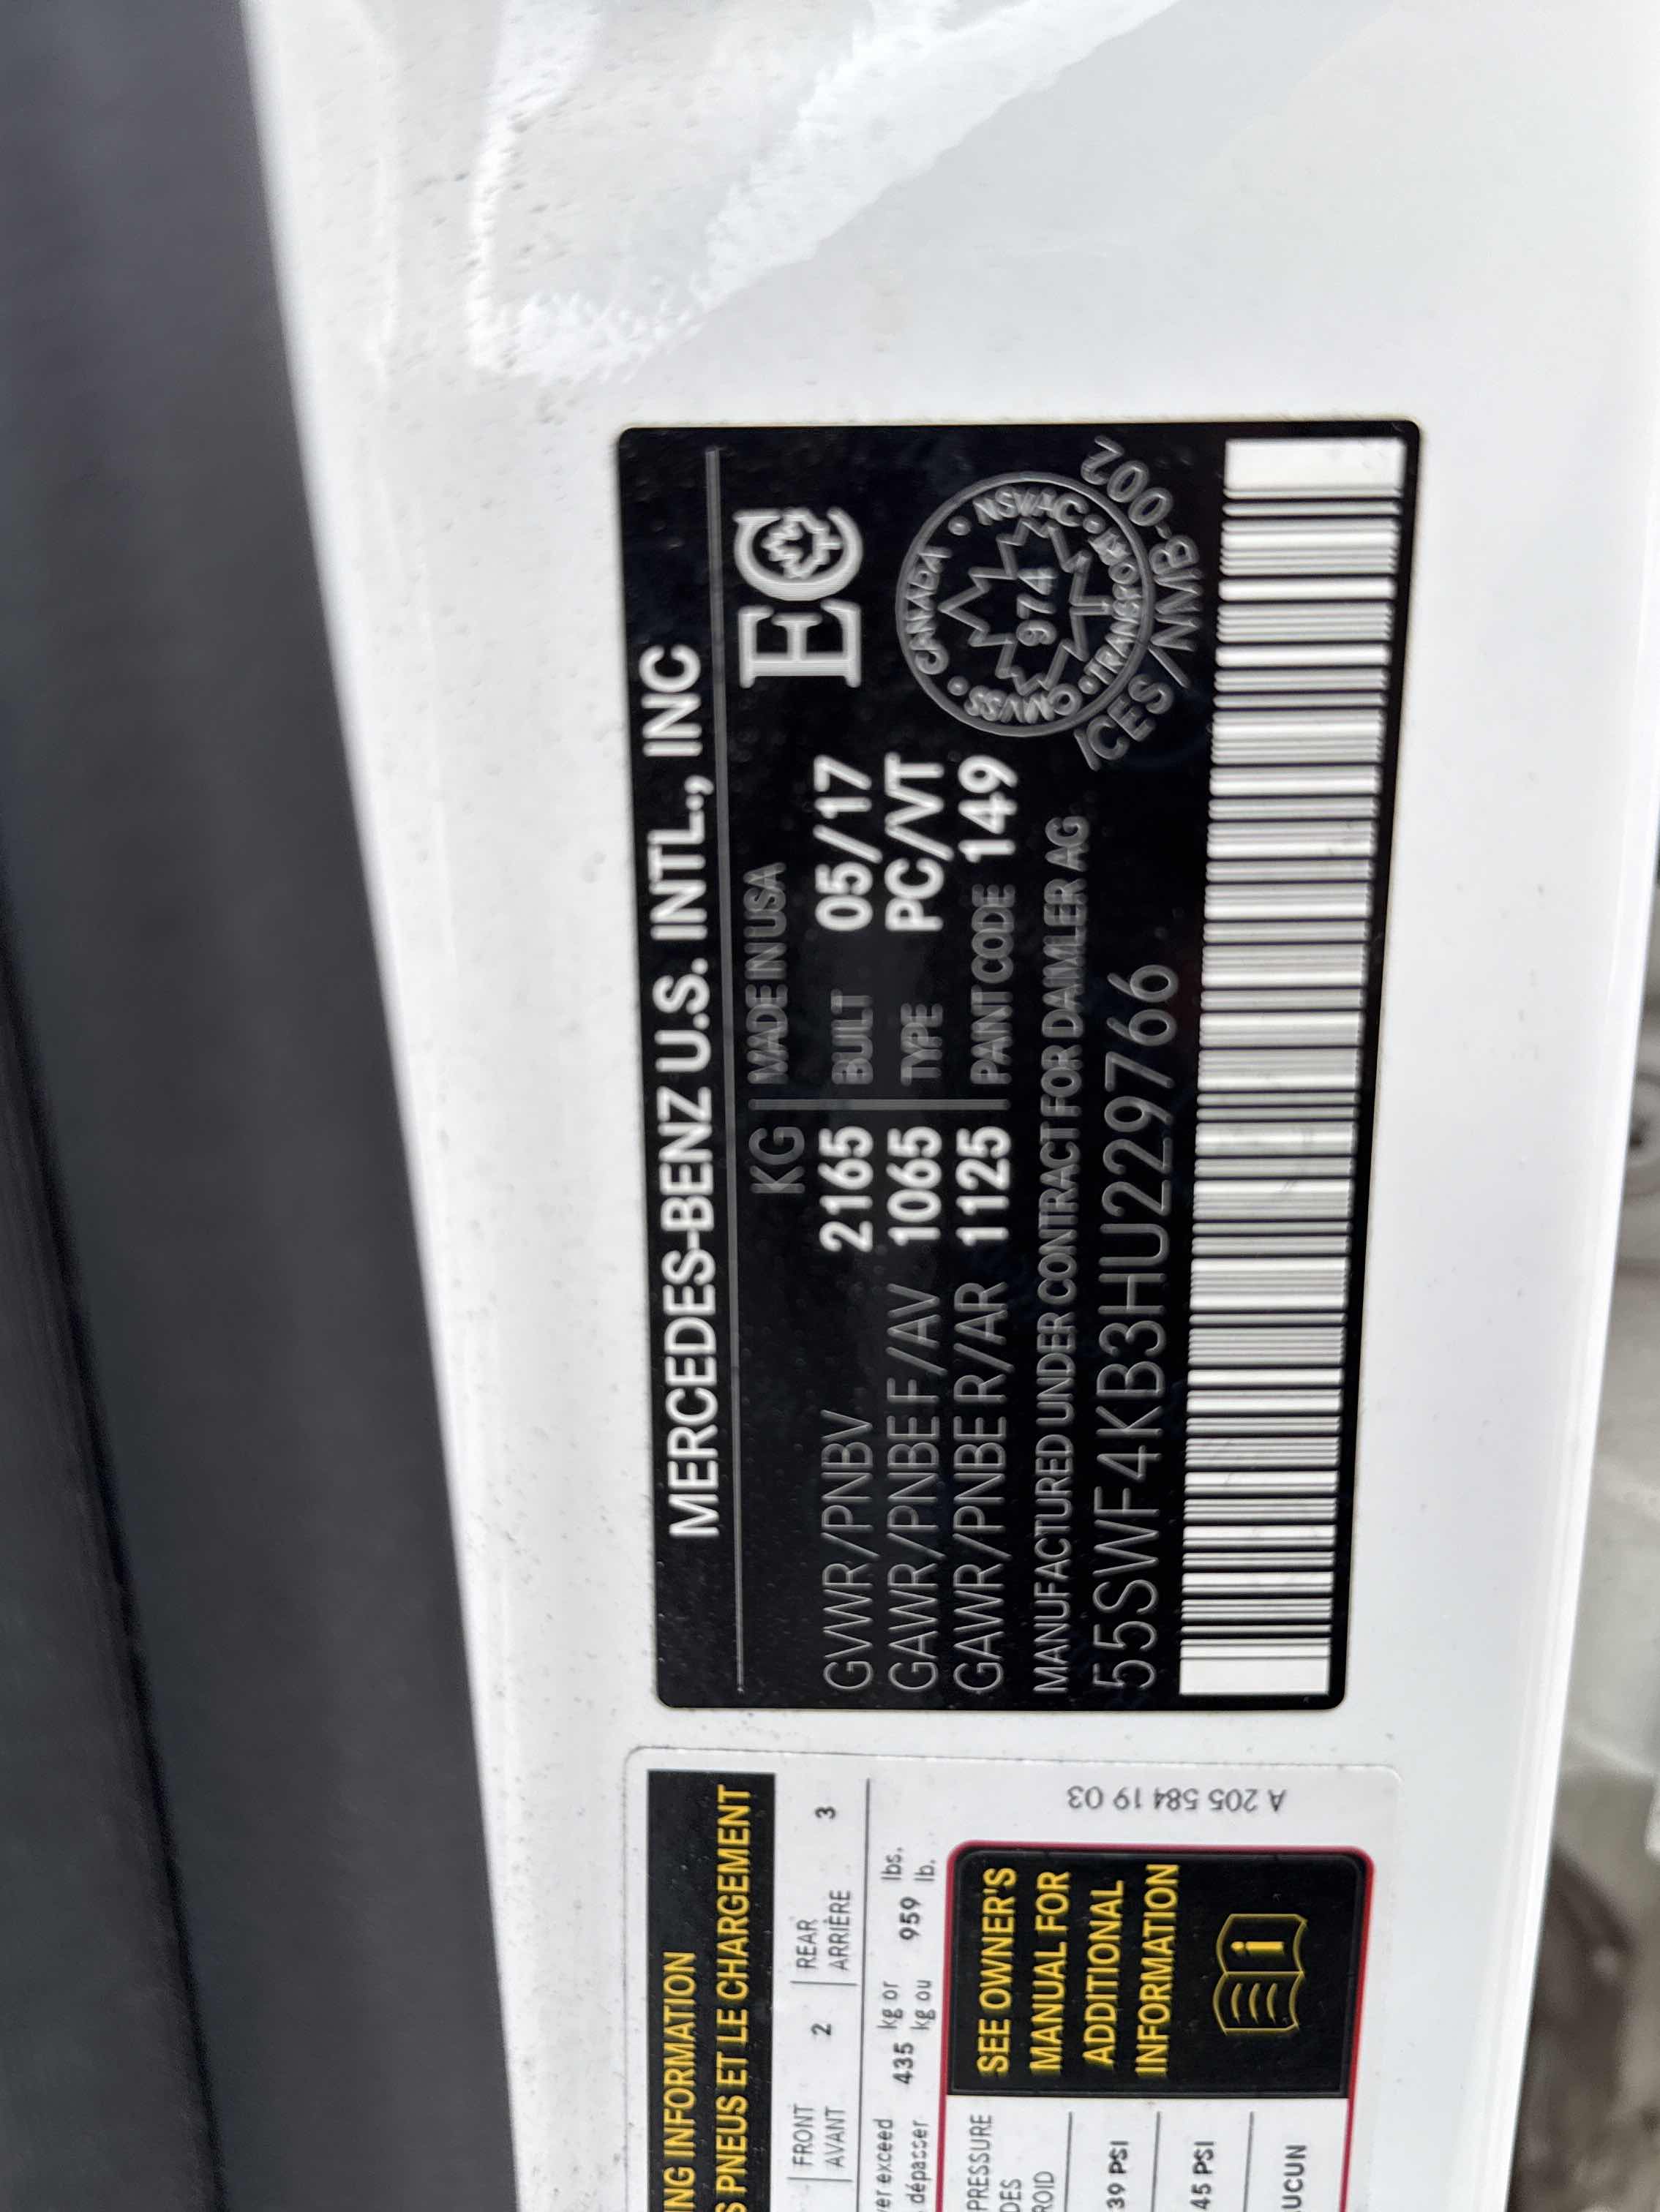 MERCEDES-BENZ U.S. INTL., INC
KG MADE IN USA
GVWR/PNBV 2165 BUILT 05/17
GAWR/PNBE F/AV 1065 TYPE PC/VT
GAWR/PNBE R/AR 1125 PAINT CODE 149
MANUFACTURED UNDER CONTRACT FOR DAIMLER AG.
55SWF4KB3HU229766
EC
CANADA • NSVAC • TRANSPORT • CMVSS •
974
ICES/NMB-002
ING INFORMATION
S PNEUS ET LE CHARGEMENT
FRONT 2 REAR 3
AVANT ARRIÈRE
ver exceed 435 kg or 959 lbs.
dépasser kg ou lb.
PRESSURE
DES
ROID
39 PSI
45 PSI
UCUN
SEE OWNER'S
MANUAL FOR
ADDITIONAL
INFORMATION
i
A 205 584 19 03